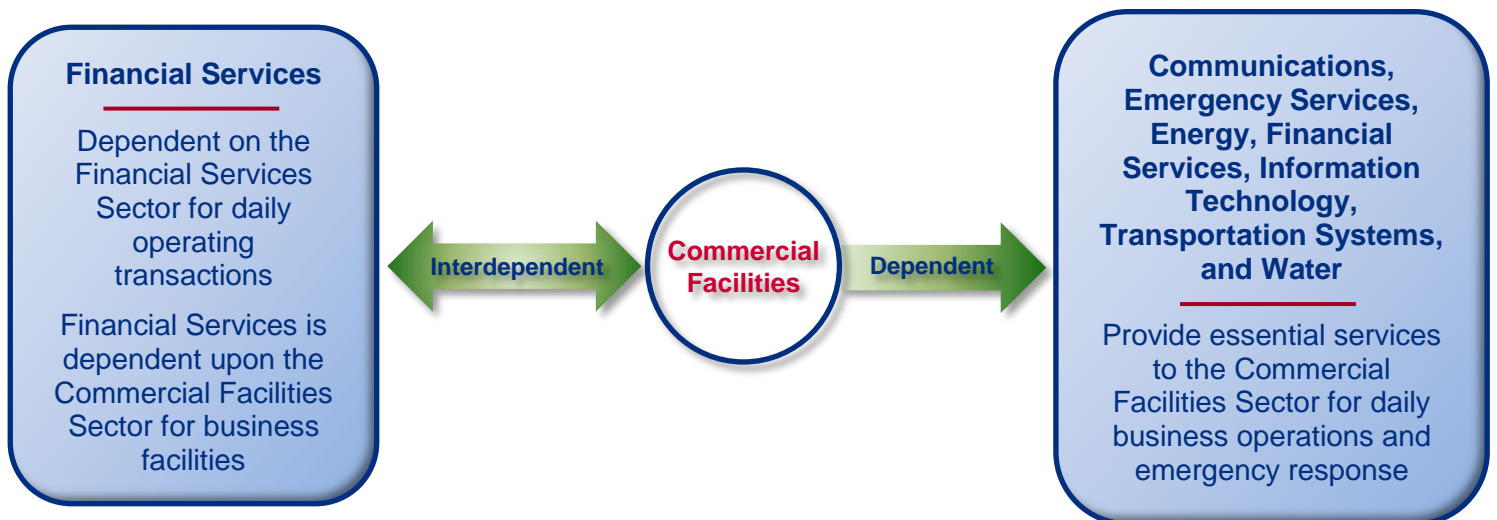 Financial Services
Dependent on the
Financial Services
Sector for daily
operating
transactions
Financial Services is
dependent upon the
Commercial Facilities
Sector for business
facilities
Interdependent
Commercial
Facilities
Dependent
Communications,
Emergency Services,
Energy, Financial
Services, Information
Technology,
Transportation Systems,
and Water
Provide essential services
to the Commercial
Facilities Sector for daily
business operations and
emergency response